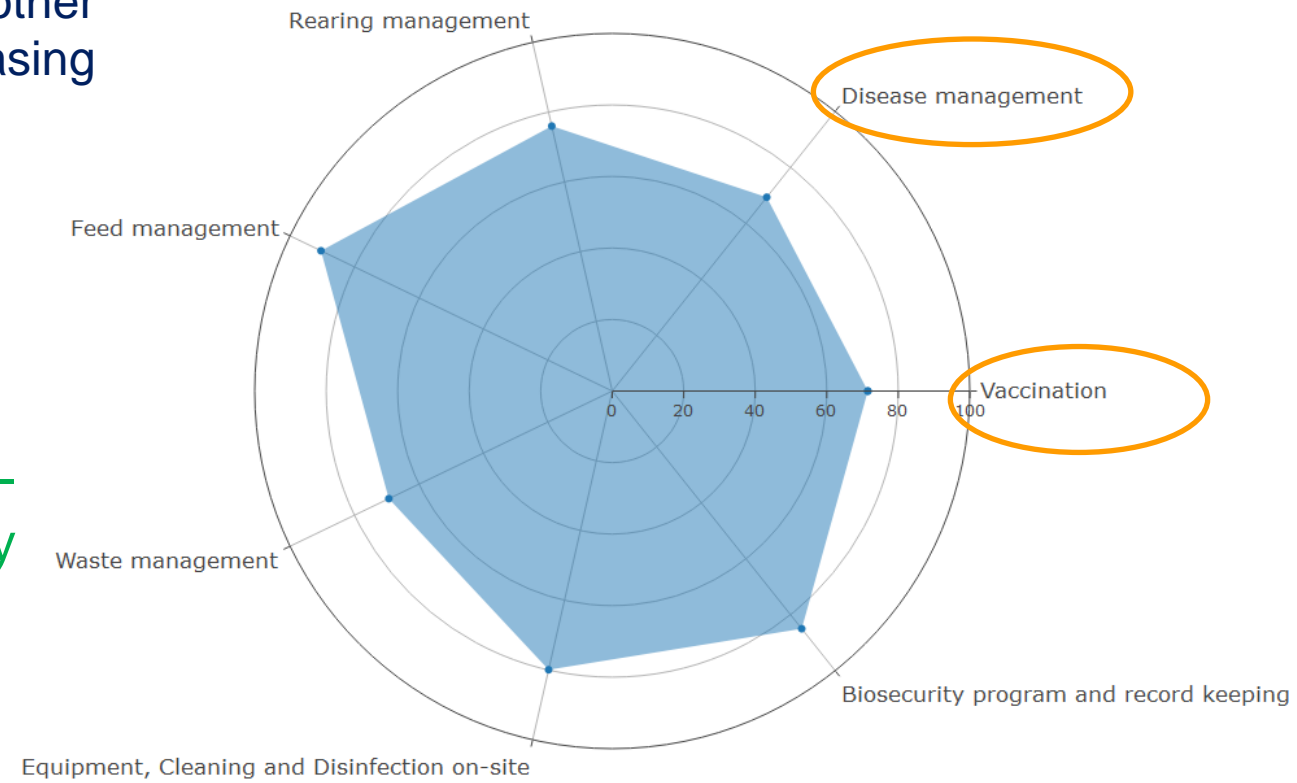 other
Rearing management
asing
Disease management
Feed management
Vaccination
0 20 40 60 80 100
y
Waste management
Biosecurity program and record keeping
Equipment, Cleaning and Disinfection on-site